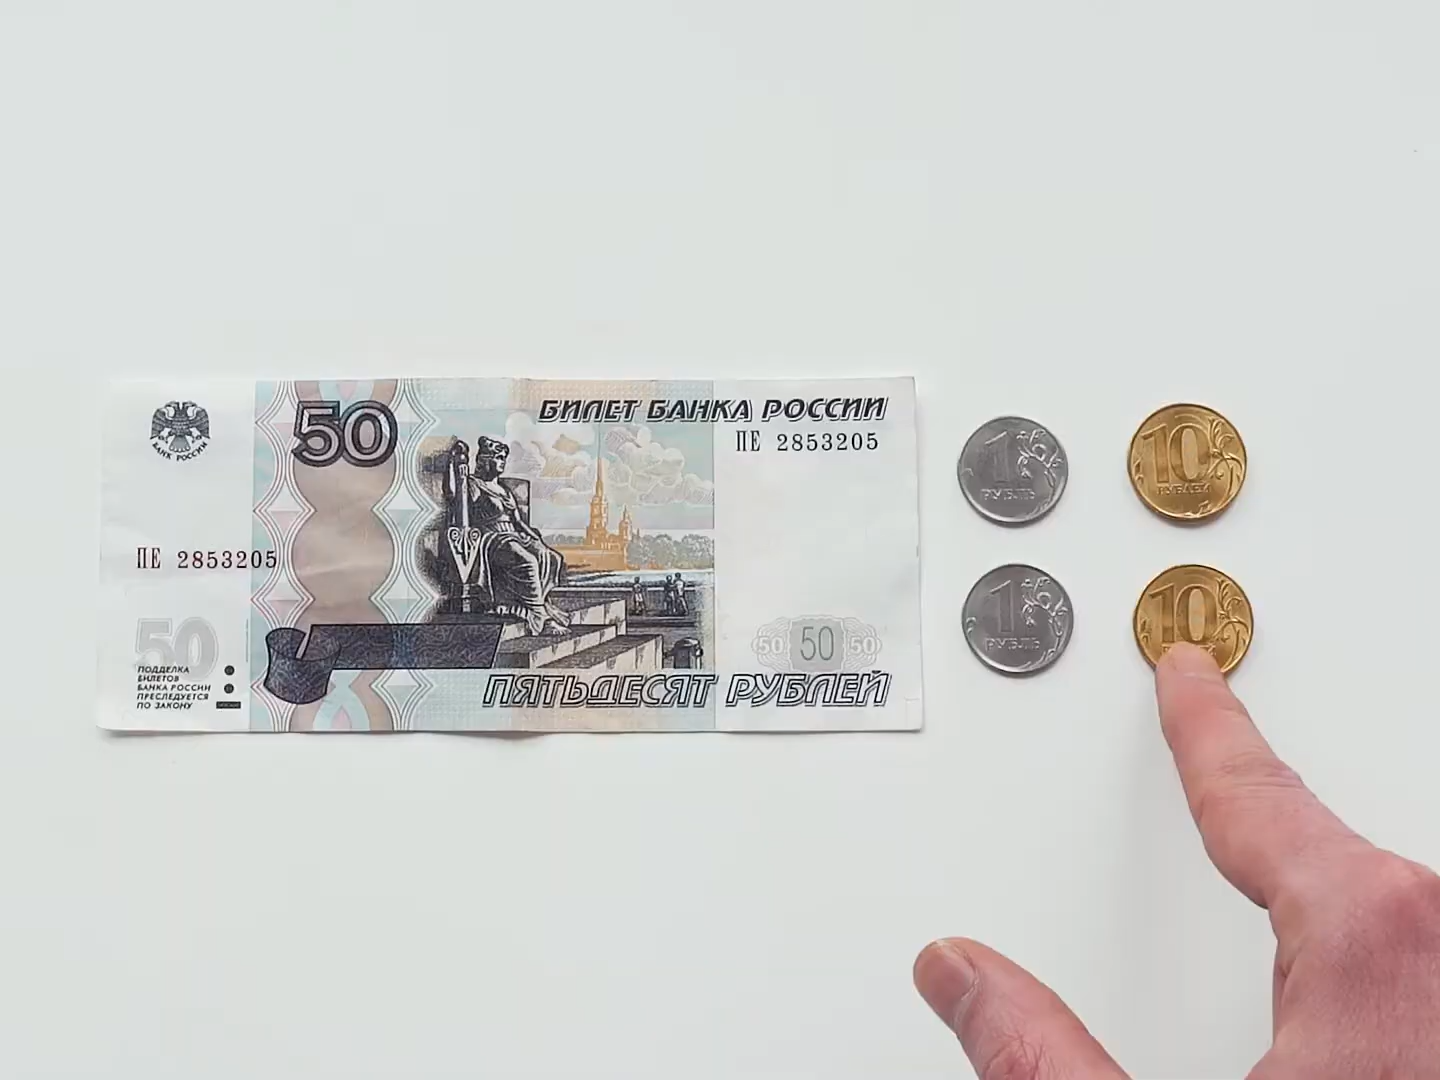 БАНК РОССИИ
50
БИЛЕТ БАНКА РОССИИ
ПЕ 2853205
ПЕ 2853205
50
ПОДДЕЛКА
БИЛЕТОВ
БАНКА РОССИИ
ПРЕСЛЕДУЕТСЯ
ПО ЗАКОНУ
50 50 50
ПЯТЬДЕСЯТ РУБЛЕЙ
1
РУБЛЬ
10
РУБЛЕЙ
1
РУБЛЬ
10